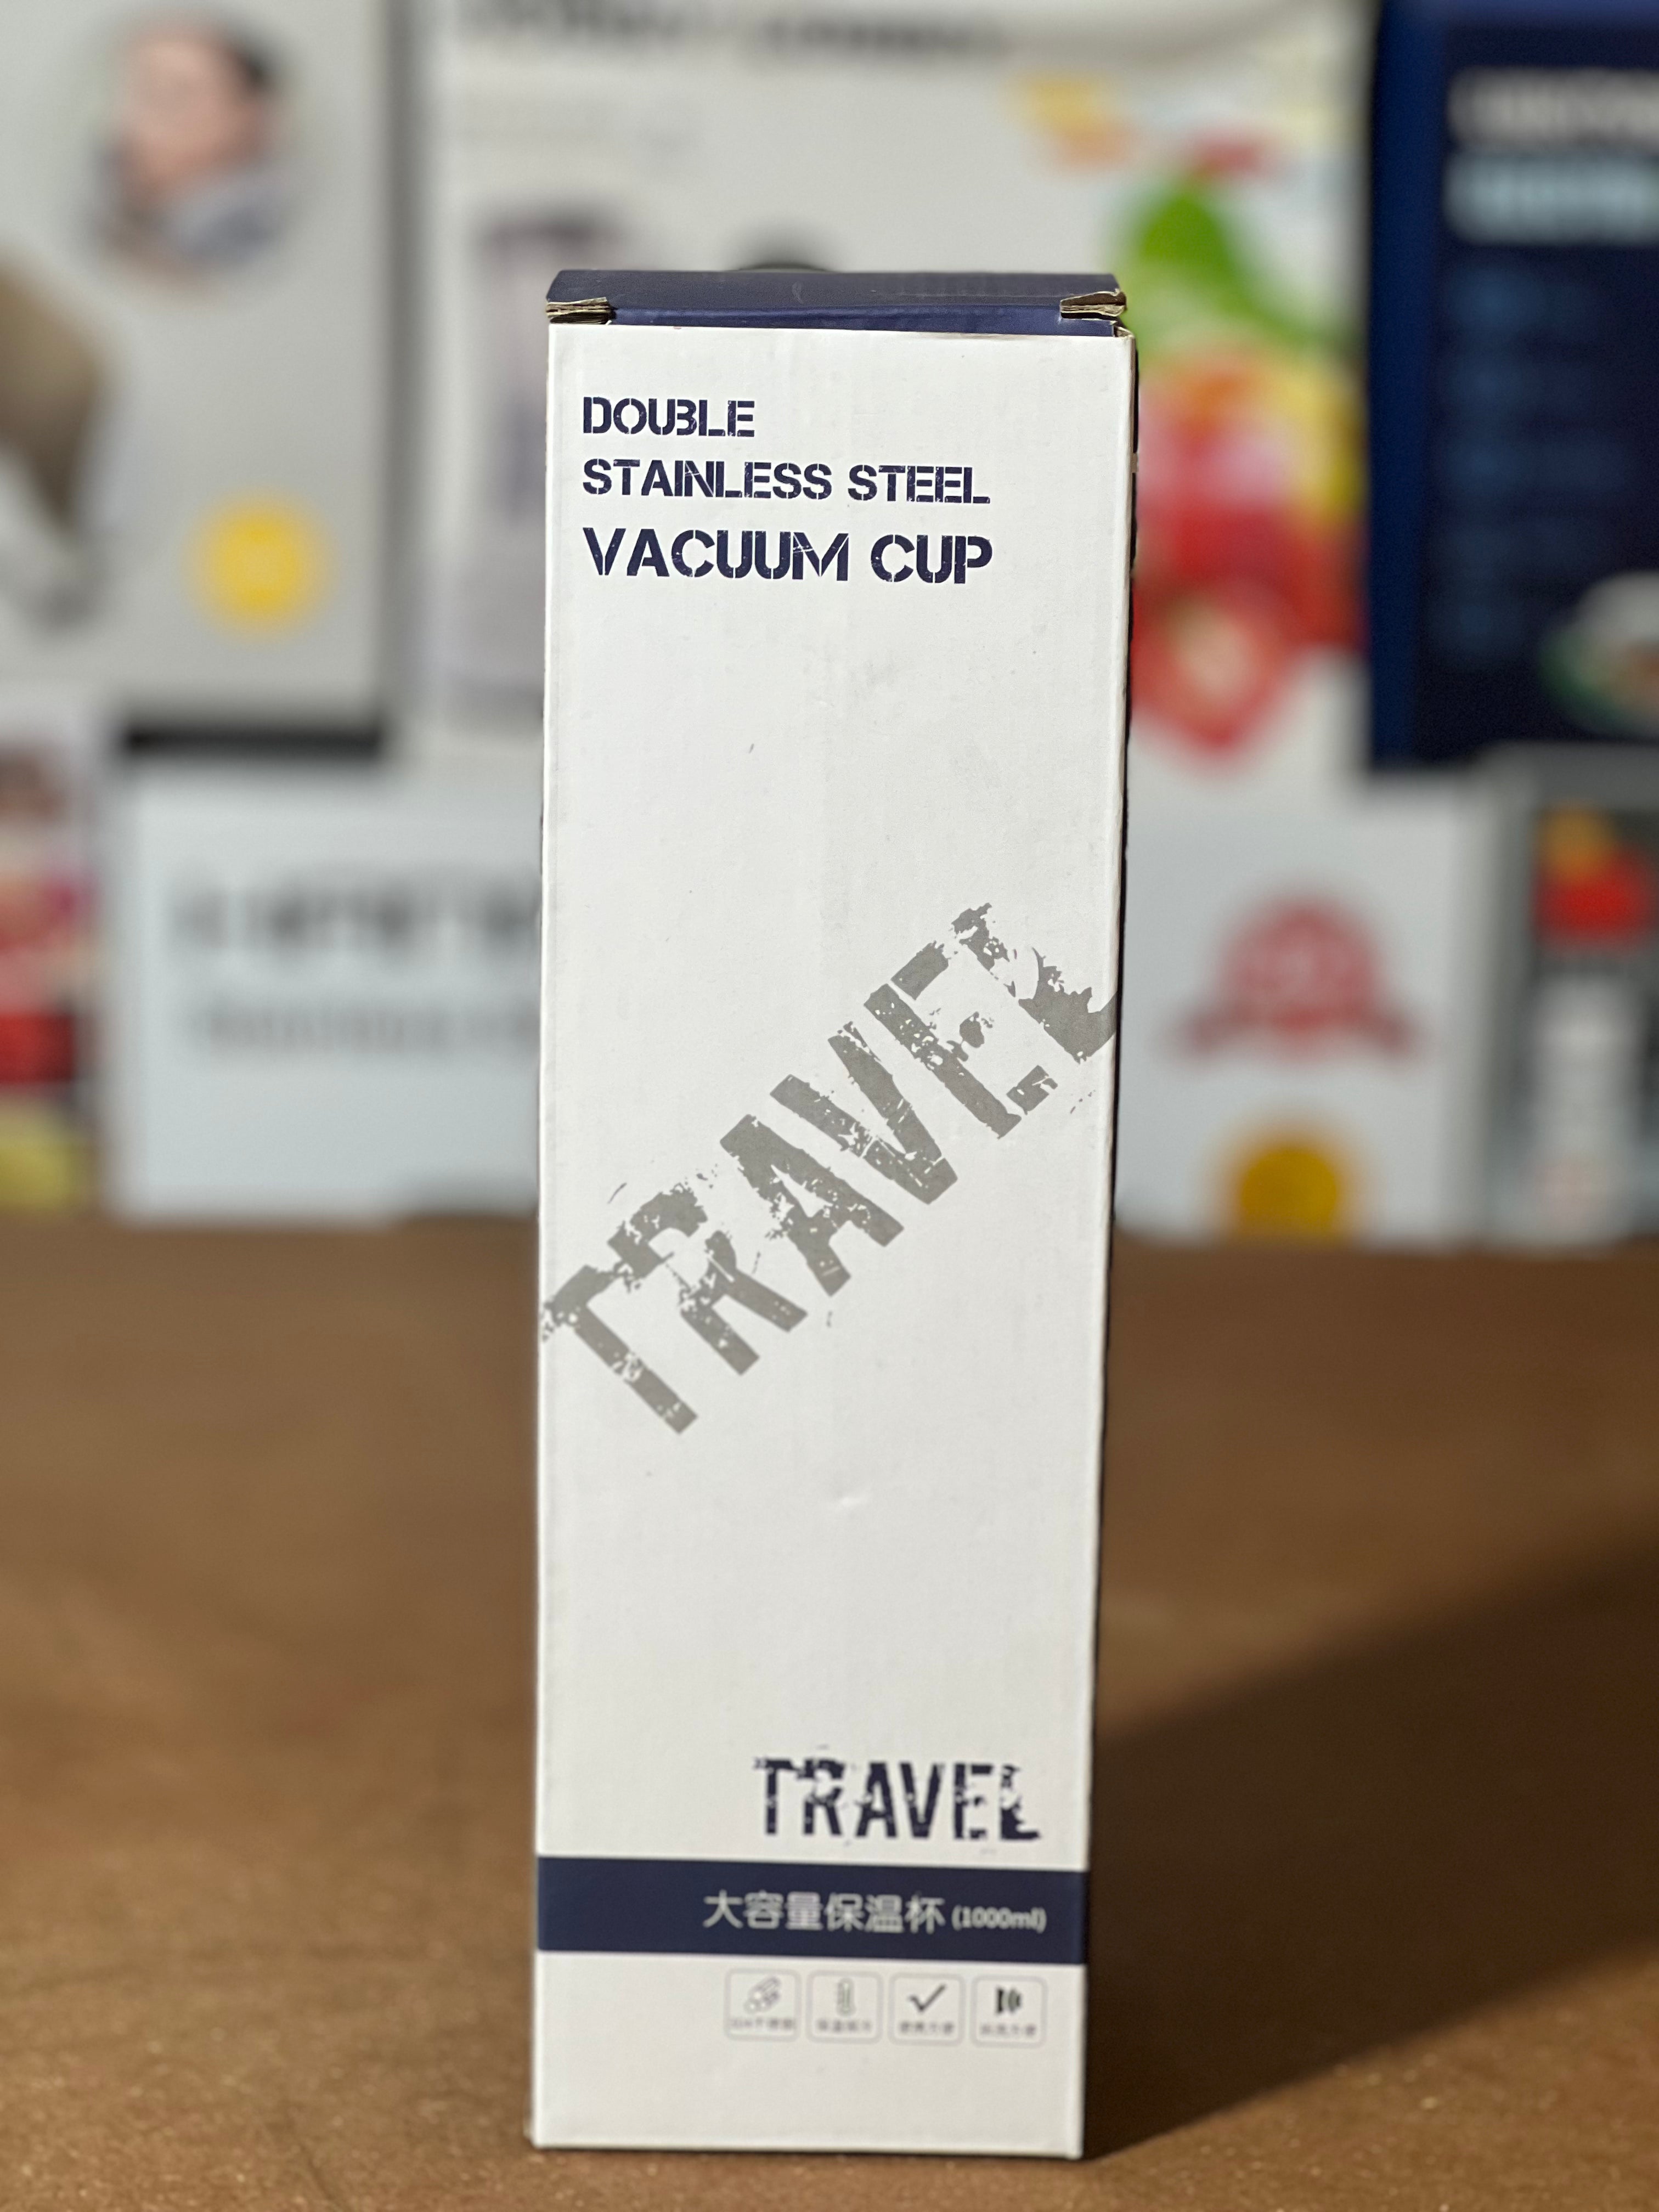 DOUBLE
STAINLESS STEEL
VACUUM CUP
TRAVEL
TRAVEL
大容量保温杯 (1000ml)